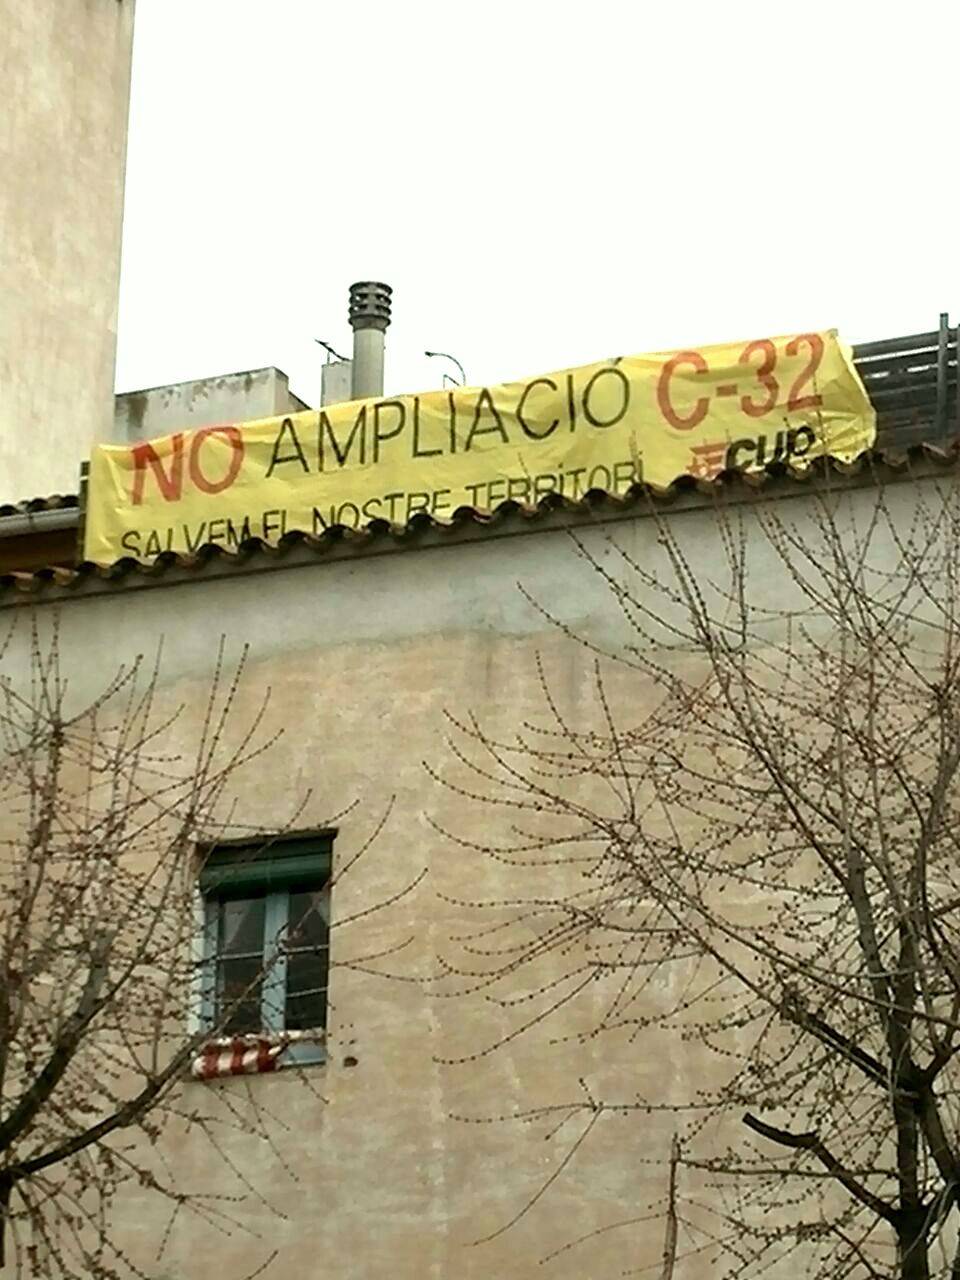 NO AMPLIACIÓ C-32
SALVEM EL NOSTRE TERRITORI
CUP